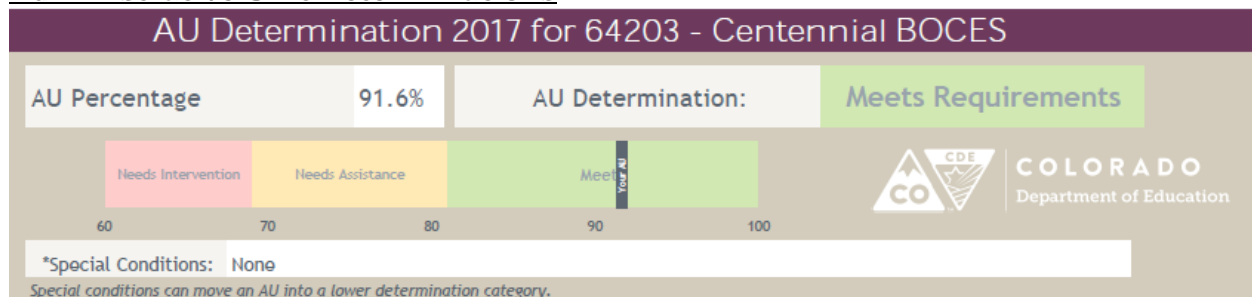 AU Determination 2017 for 64203 - Centennial BOCES
AU Percentage 91.6% AU Determination: Meets Requirements
Needs Intervention Needs Assistance Meet Your AU
60 70 80 90 100
CO CDE COLORADO
Department of Education
*Special Conditions: None
Special conditions can move an AU into a lower determination category.